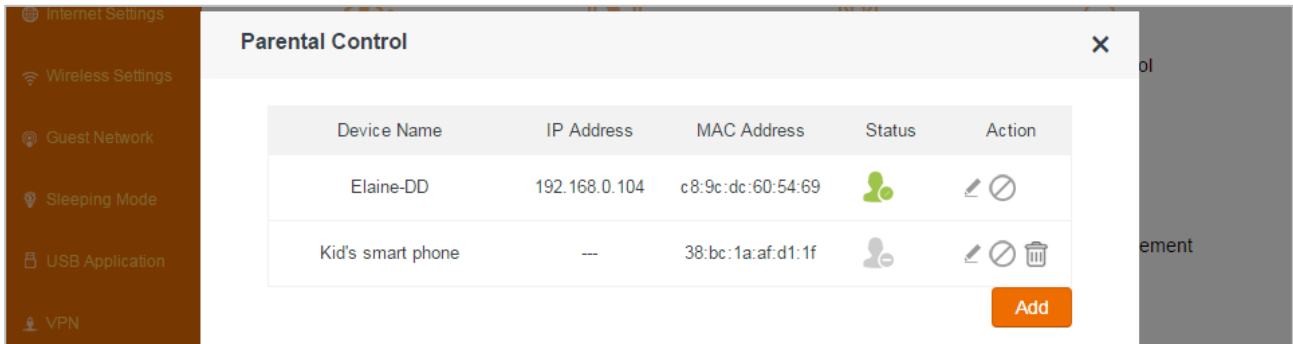 Internet Settings
Parental Control
ol
Wireless Settings
Device Name IP Address MAC Address Status Action
Guest Network
Elaine-DD 192.168.0.104 c8:9c:dc:60:54:69
Sleeping Mode
Kid's smart phone --- 38:bc:1a:af:d1:1f
ement
USB Application
Add
VPN